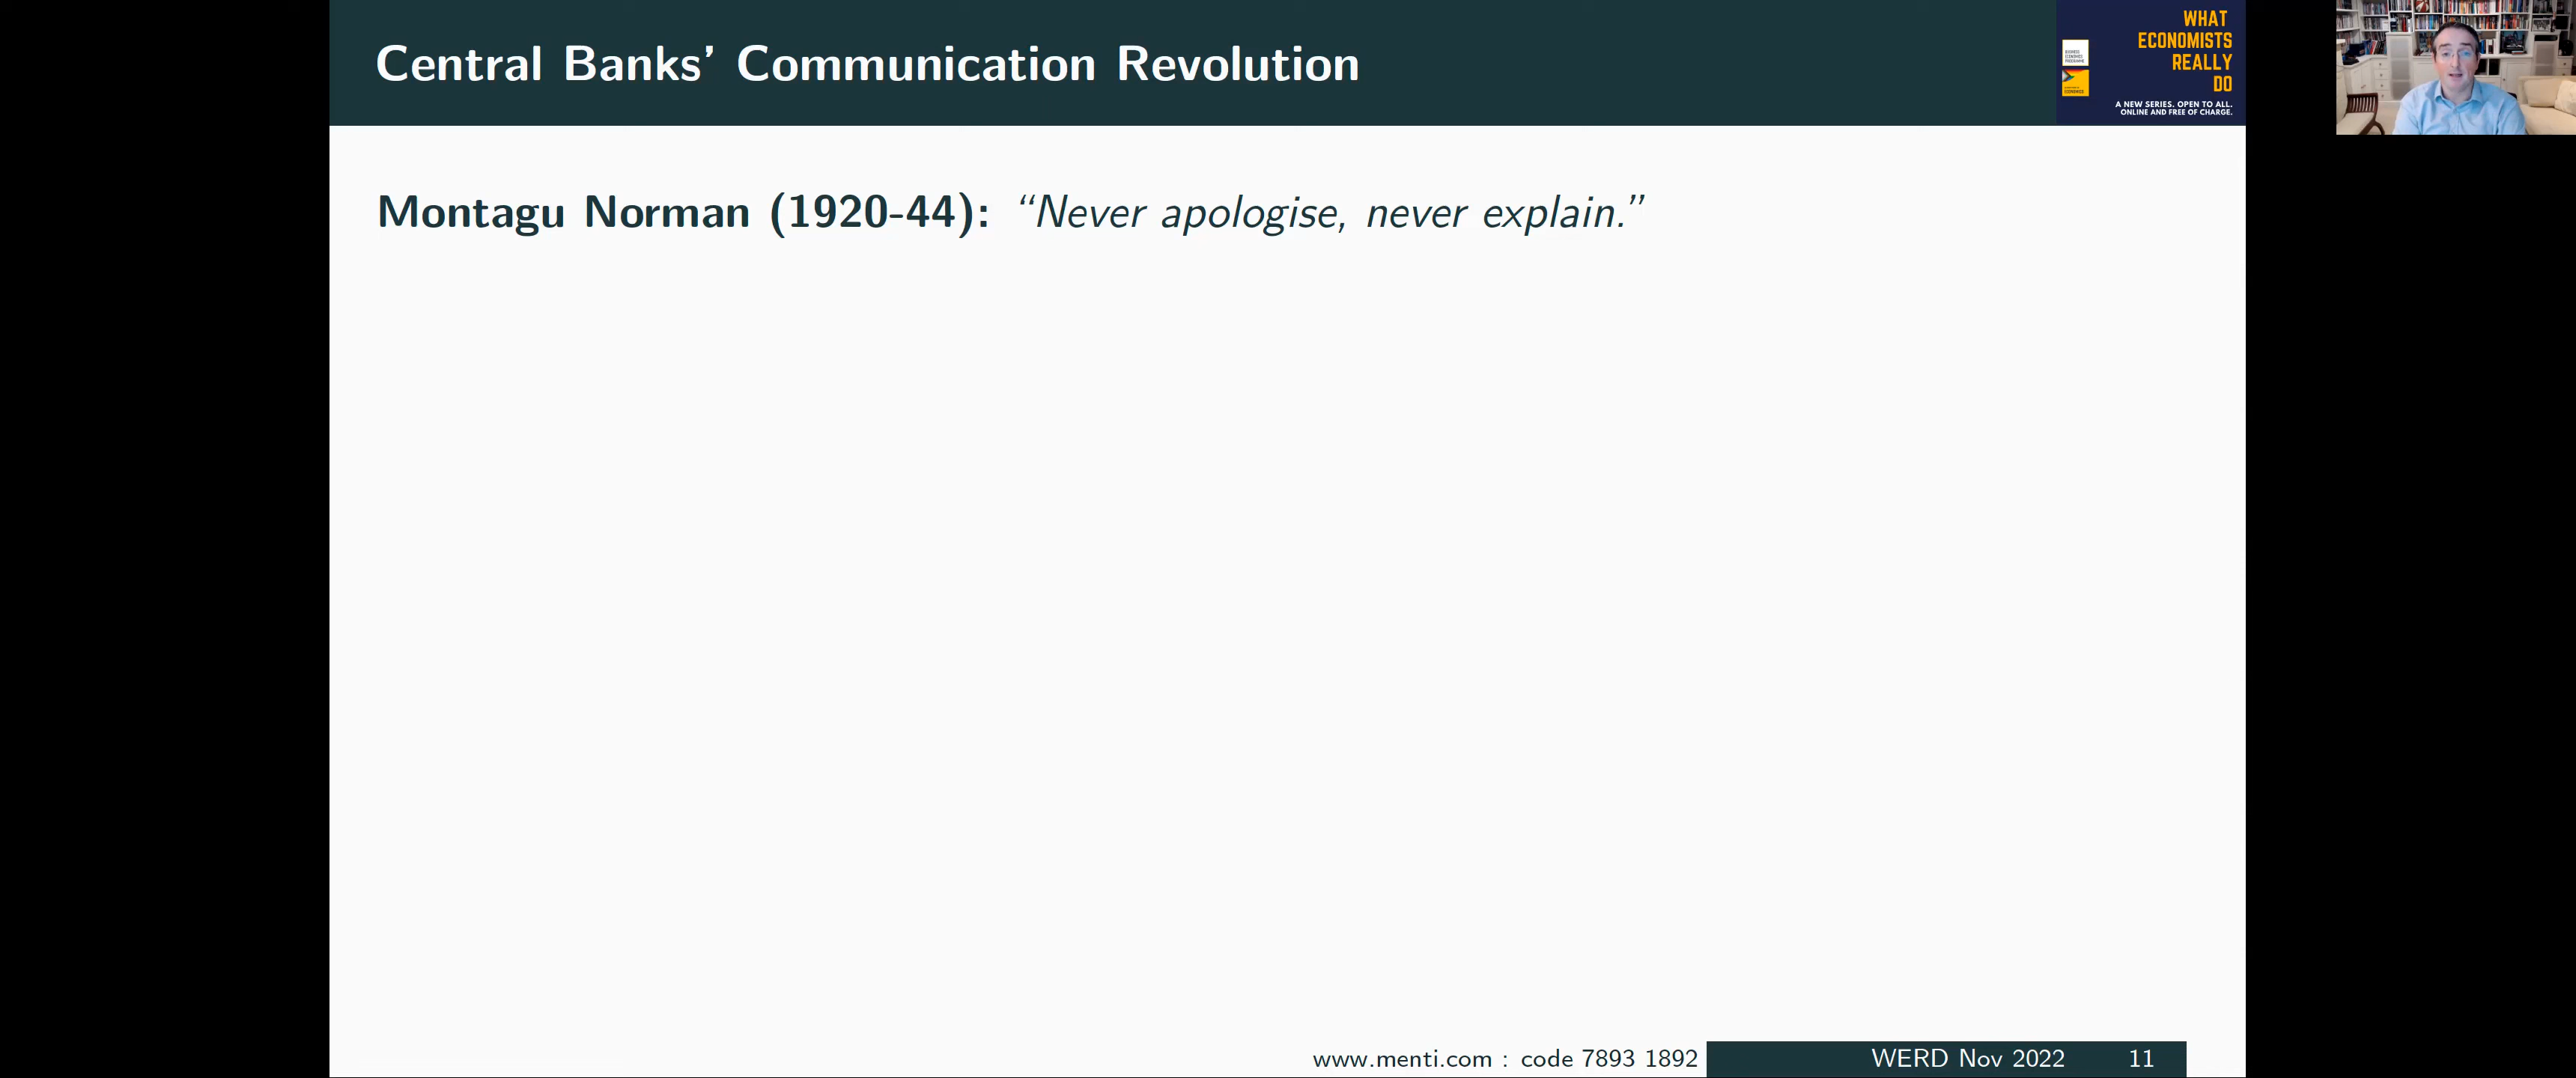 Central Banks’ Communication Revolution
WHAT
ECONOMISTS
REALLY
DO
A NEW SERIES. OPEN TO ALL.
ONLINE AND FREE OF CHARGE.
Montagu Norman (1920-44): “Never apologise, never explain.”
www.menti.com : code 7893 1892
WERD Nov 2022 11